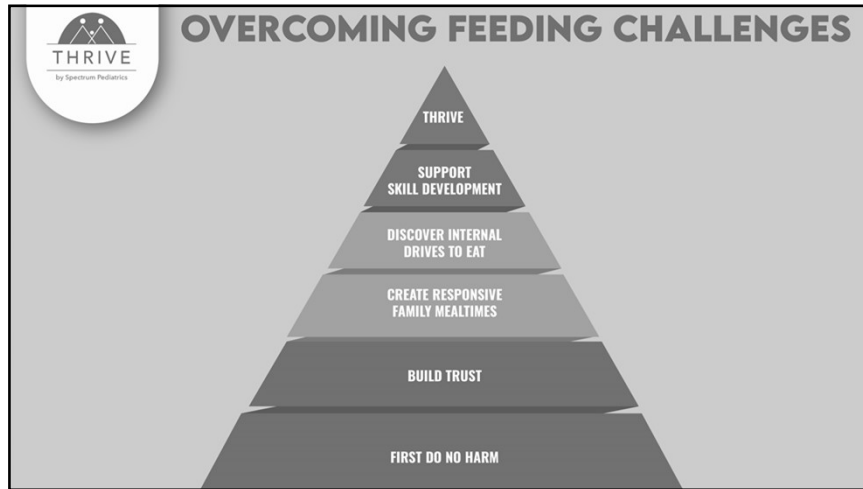 THRIVE
by Spectrum Pediatrics
OVERCOMING FEEDING CHALLENGES
THRIVE
SUPPORT
SKILL DEVELOPMENT
DISCOVER INTERNAL
DRIVES TO EAT
CREATE RESPONSIVE
FAMILY MEALTIMES
BUILD TRUST
FIRST DO NO HARM